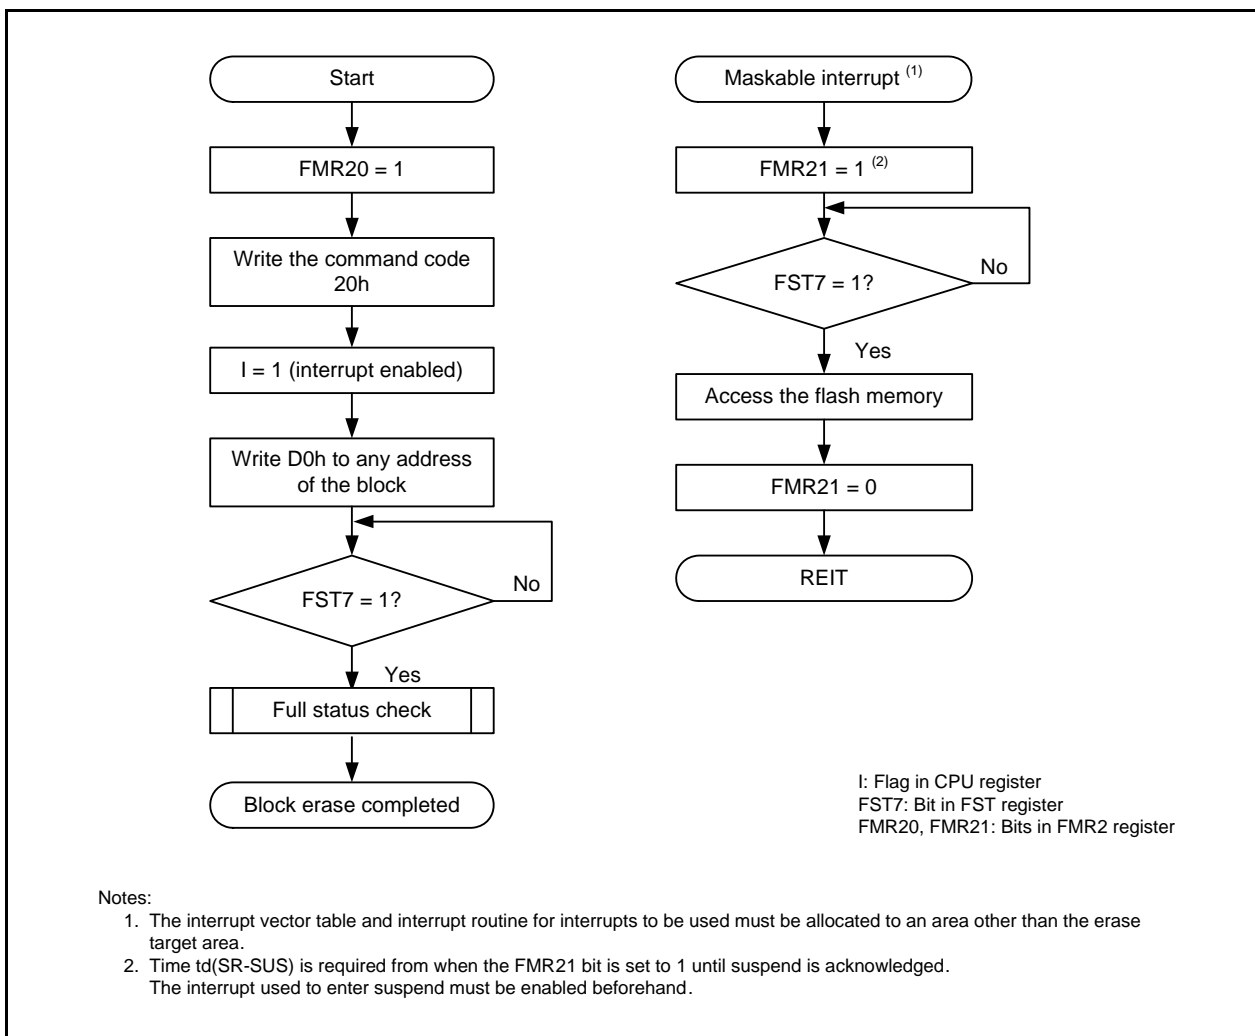 Start
FMR20 = 1
Write the command code
20h
I = 1 (interrupt enabled)
Write D0h to any address
of the block
FST7 = 1?
No
Yes
Full status check
Block erase completed
Maskable interrupt (1)
FMR21 = 1 (2)
FST7 = 1?
No
Yes
Access the flash memory
FMR21 = 0
REIT
I: Flag in CPU register
FST7: Bit in FST register
FMR20, FMR21: Bits in FMR2 register
Notes:
1. The interrupt vector table and interrupt routine for interrupts to be used must be allocated to an area other than the erase
target area.
2. Time td(SR-SUS) is required from when the FMR21 bit is set to 1 until suspend is acknowledged.
The interrupt used to enter suspend must be enabled beforehand.